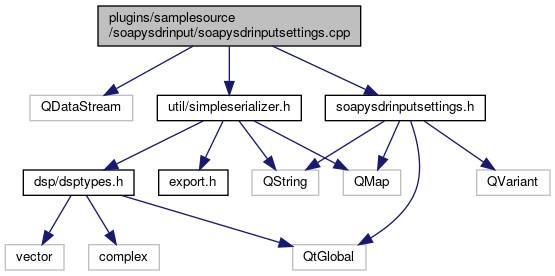 plugins/samplesource
/soapysdrinput/soapysdrinputsettings.cpp
QDataStream
util/simpleserializer.h
soapysdrinputsettings.h
dsp/dsptypes.h
export.h
QString
QMap
QVariant
vector
complex
QtGlobal